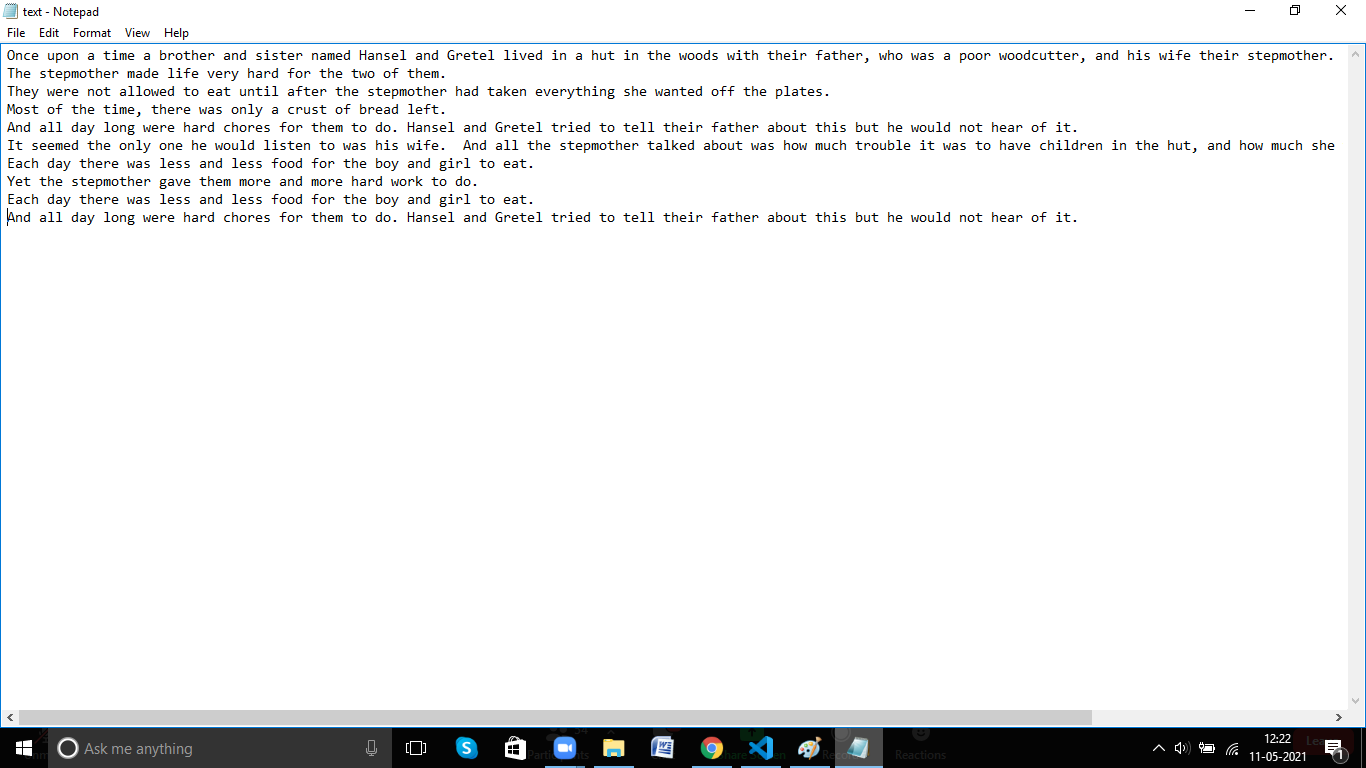 text - Notepad
File Edit Format View Help
Once upon a time a brother and sister named Hansel and Gretel lived in a hut in the woods with their father, who was a poor woodcutter, and his wife their stepmother.
The stepmother made life very hard for the two of them.
They were not allowed to eat until after the stepmother had taken everything she wanted off the plates.
Most of the time, there was only a crust of bread left.
And all day long were hard chores for them to do. Hansel and Gretel tried to tell their father about this but he would not hear of it.
It seemed the only one he would listen to was his wife.  And all the stepmother talked about was how much trouble it was to have children in the hut, and how much she
Each day there was less and less food for the boy and girl to eat.
Yet the stepmother gave them more and more hard work to do.
Each day there was less and less food for the boy and girl to eat.
And all day long were hard chores for them to do. Hansel and Gretel tried to tell their father about this but he would not hear of it.
Ask me anything
Reactions
12:22
11-05-2021
1